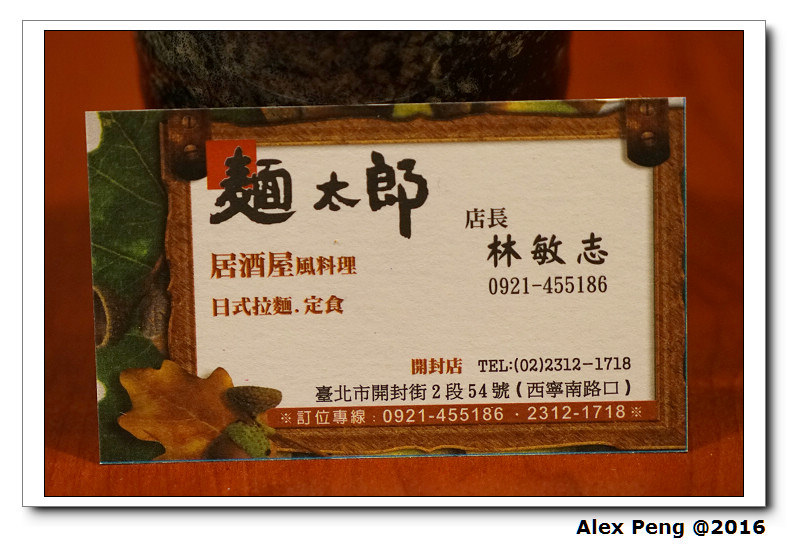 麵太郎
店長
林敏志
0921-455186
居酒屋風料理
日式拉麵.定食
開封店 TEL:(02)2312-1718
臺北市開封街2段54號(西寧南路口)
※訂位專線:0921-455186 · 2312-1718※
Alex Peng @2016